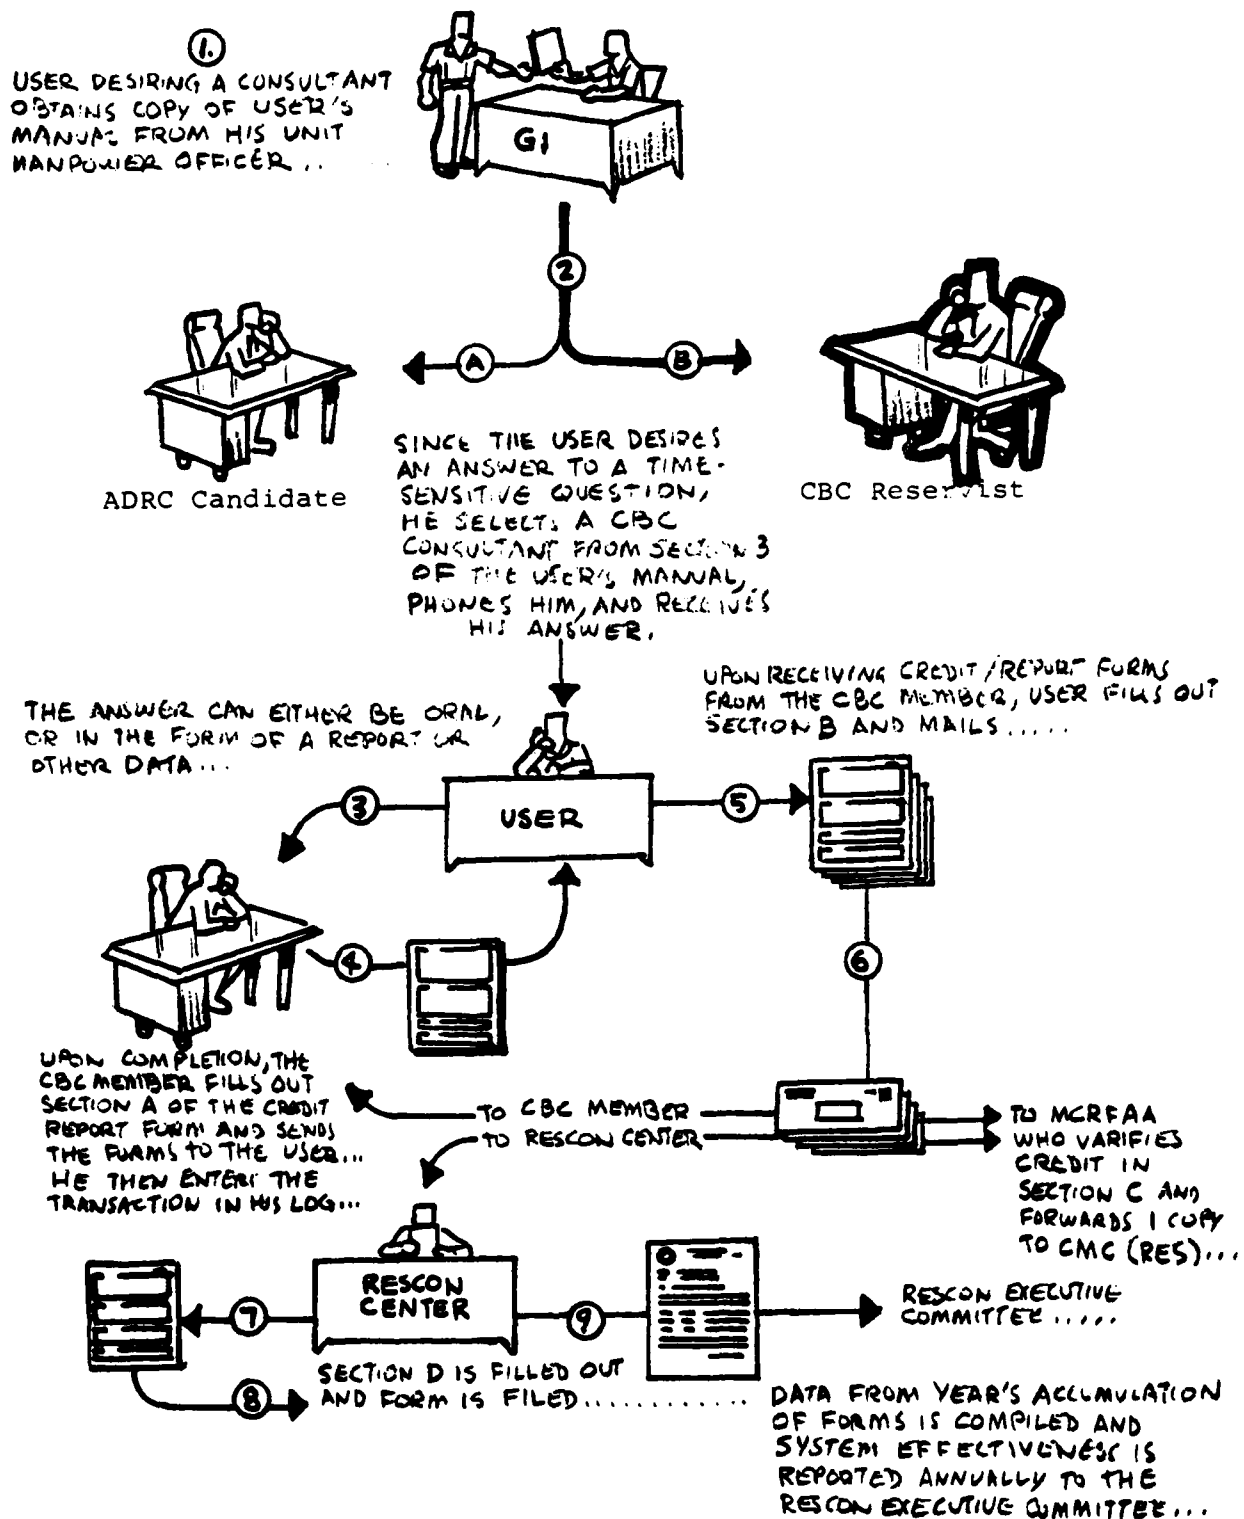 1.
USER DESIRING A CONSULTANT
OBTAINS COPY OF USER'S
MANUAL FROM HIS UNIT
MANPOWER OFFICER...
G1
2
A
B
ADRC Candidate
CBC Reservist
SINCE THE USER DESIRES
AN ANSWER TO A TIME-
SENSITIVE QUESTION,
HE SELECTS A CBC
CONSULTANT FROM SECTION 3
OF THE USER'S MANUAL,
PHONES HIM, AND RECEIVES
HIS ANSWER.
THE ANSWER CAN EITHER BE ORAL,
OR IN THE FORM OF A REPORT OR
OTHER DATA...
UPON RECEIVING CREDIT/REPORT FORMS
FROM THE CBC MEMBER, USER FILLS OUT
SECTION B AND MAILS.....
3
USER
5
4
6
UPON COMPLETION, THE
CBC MEMBER FILLS OUT
SECTION A OF THE CREDIT
REPORT FORM AND SENDS
THE FORMS TO THE USER...
HE THEN ENTERS THE
TRANSACTION IN HIS LOG...
TO CBC MEMBER
TO RESCON CENTER
TO MCRFAA
WHO VARIFIES
CREDIT IN
SECTION C AND
FORWARDS 1 COPY
TO CMC (RES)...
7
RESCON
CENTER
9
RESCON EXECUTIVE
COMMITTEE.....
8
SECTION D IS FILLED OUT
AND FORM IS FILED............
DATA FROM YEAR'S ACCUMULATION
OF FORMS IS COMPILED AND
SYSTEM EFFECTIVENESS IS
REPORTED ANNUALLY TO THE
RESCON EXECUTIVE COMMITTEE...